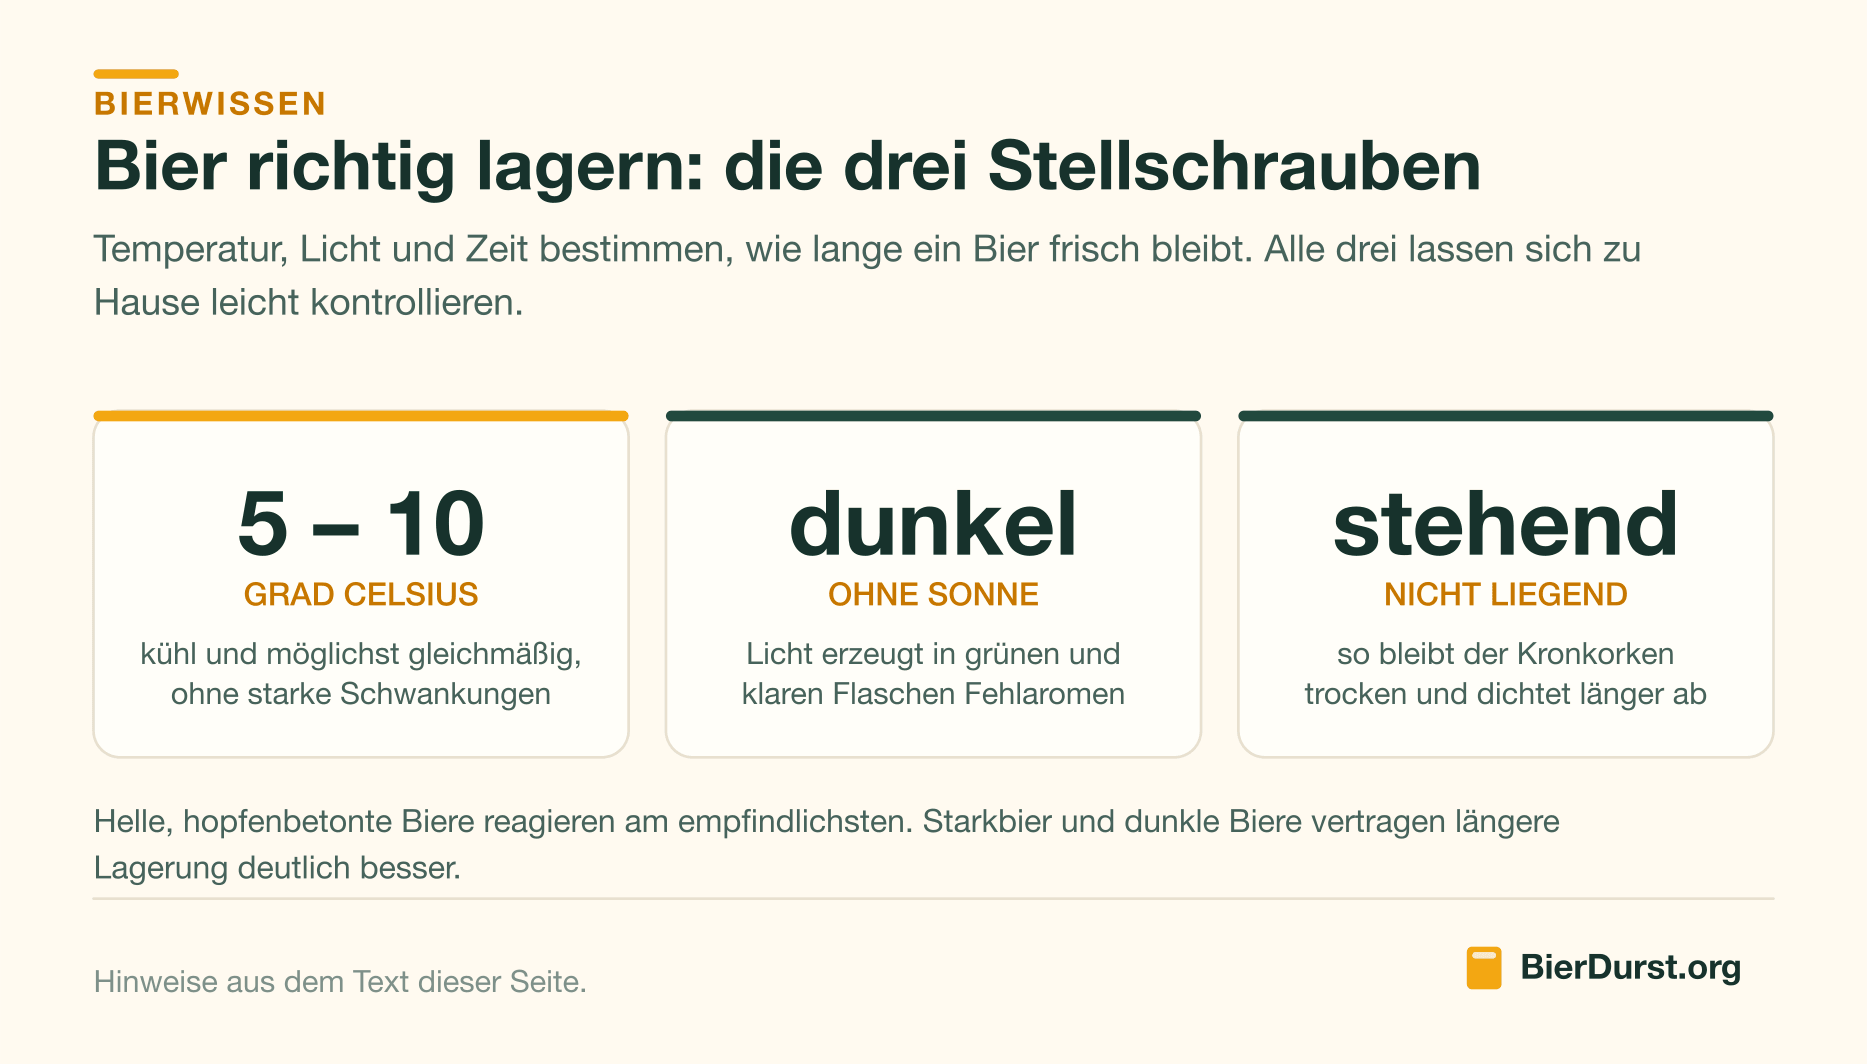 BIERWISSEN
Bier richtig lagern: die drei Stellschrauben
Temperatur, Licht und Zeit bestimmen, wie lange ein Bier frisch bleibt. Alle drei lassen sich zu
Hause leicht kontrollieren.
5 – 10
GRAD CELSIUS
kühl und möglichst gleichmäßig,
ohne starke Schwankungen
dunkel
OHNE SONNE
Licht erzeugt in grünen und
klaren Flaschen Fehlaromen
stehend
NICHT LIEGEND
so bleibt der Kronkorken
trocken und dichtet länger ab
Helle, hopfenbetonte Biere reagieren am empfindlichsten. Starkbier und dunkle Biere vertragen längere
Lagerung deutlich besser.
Hinweise aus dem Text dieser Seite.
BierDurst.org